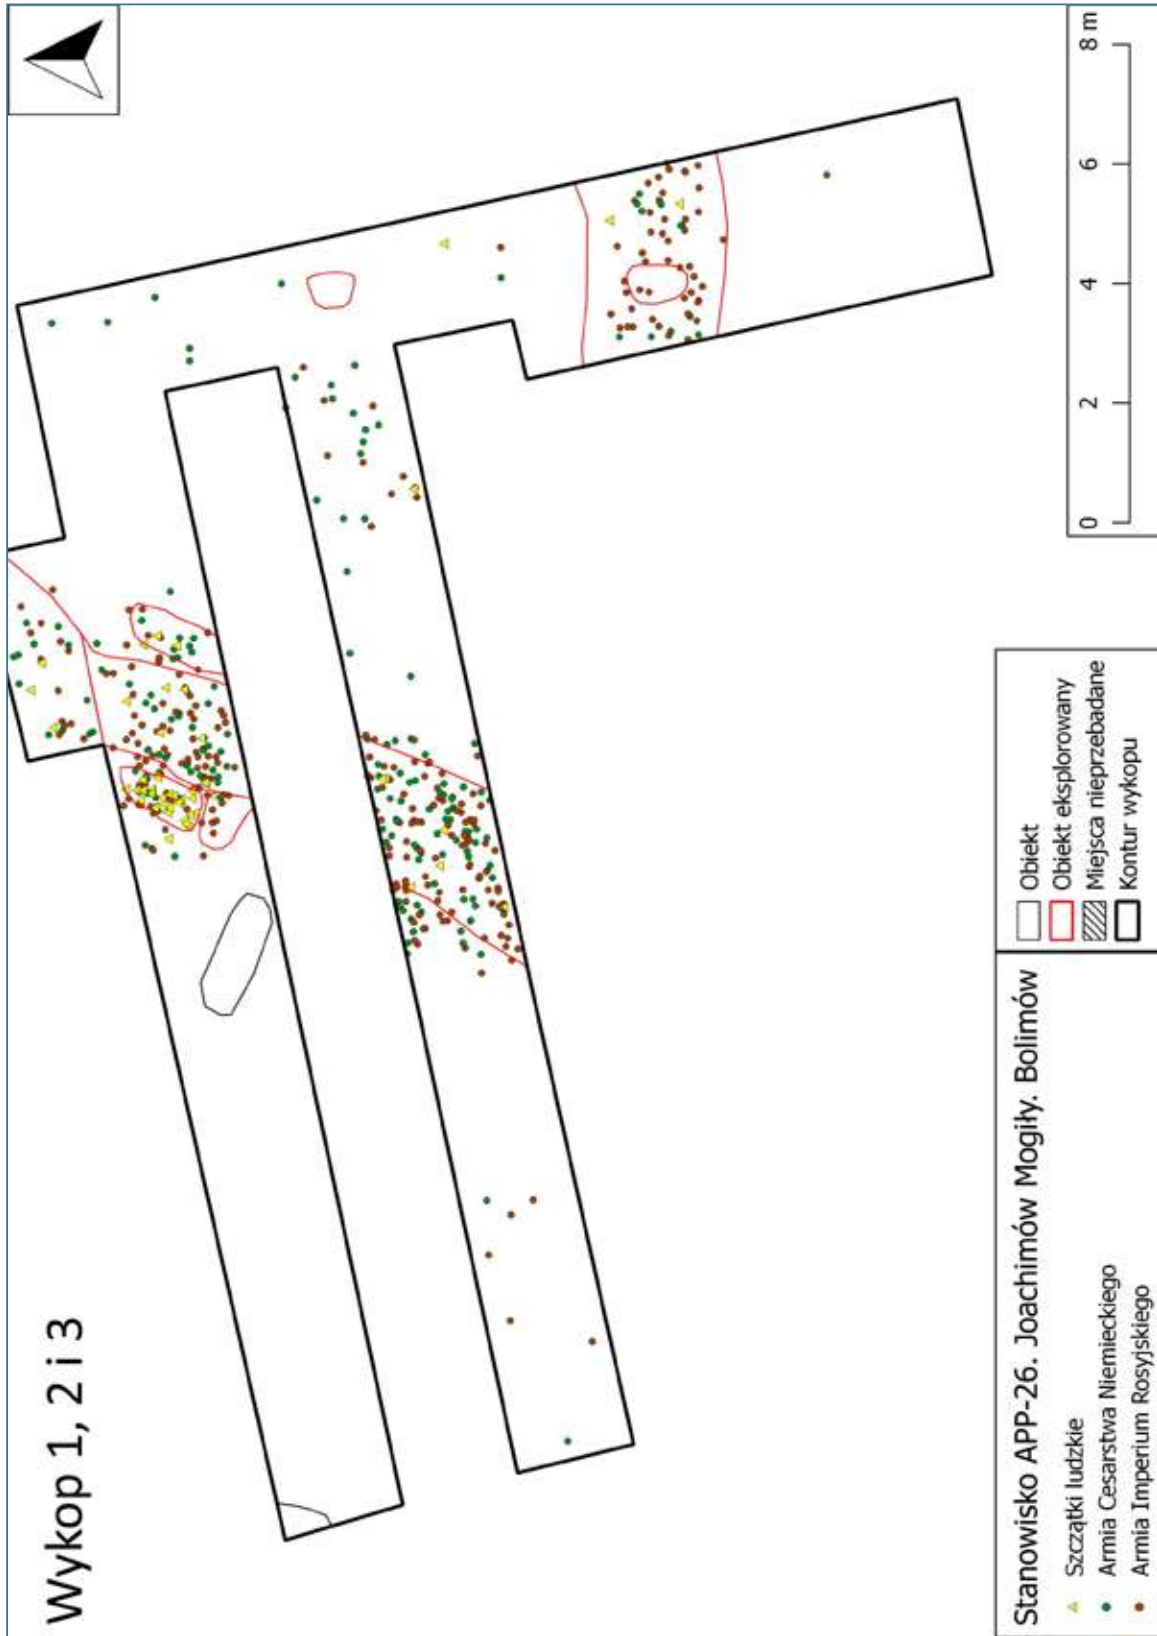 Wykop 1, 2 i 3
Stanowisko APP-26. Joachimów Mogiły. Bolimów
Szczątki ludzkie
Armia Cesarstwa Niemieckiego
Armia Imperium Rosyjskiego
Obiekt
Obiekt eksplorowany
Miejsca nieprzebadane
Kontur wykopu
0 2 4 6 8 m